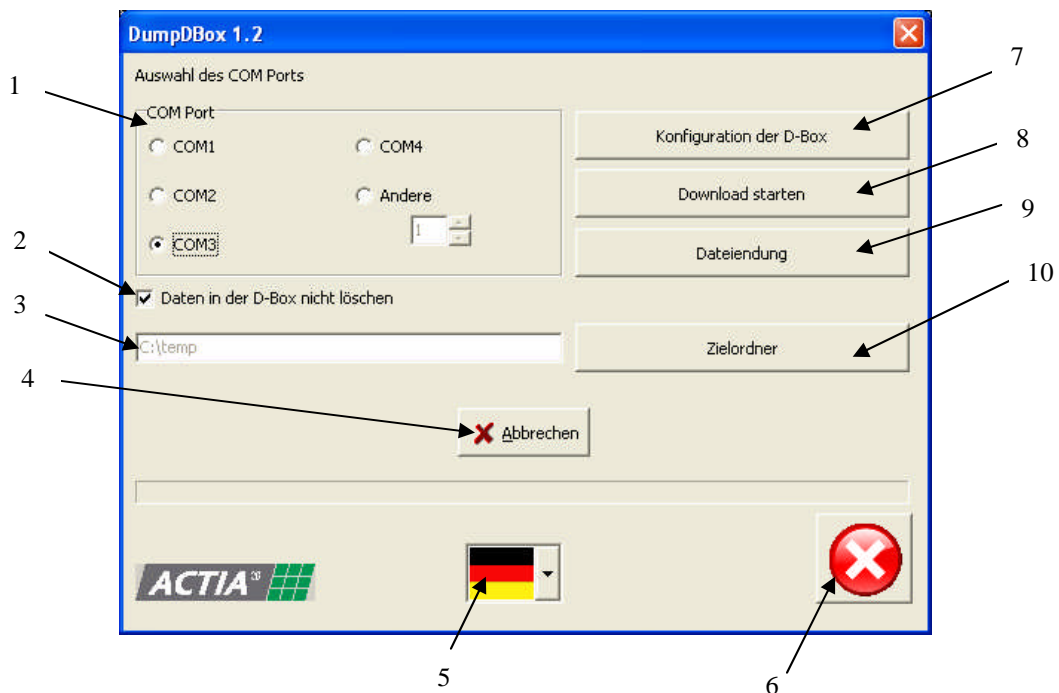 DumpDBox 1.2
Auswahl des COM Ports
7
1
COM Port
Konfiguration der D-Box
COM1
COM4
8
COM2
Andere
Download starten
9
1
2
COM3
Dateiendung
10
Daten in der D-Box nicht löschen
3
C:\temp
Zielordner
4
Abbrechen
ACTIA®
5
6